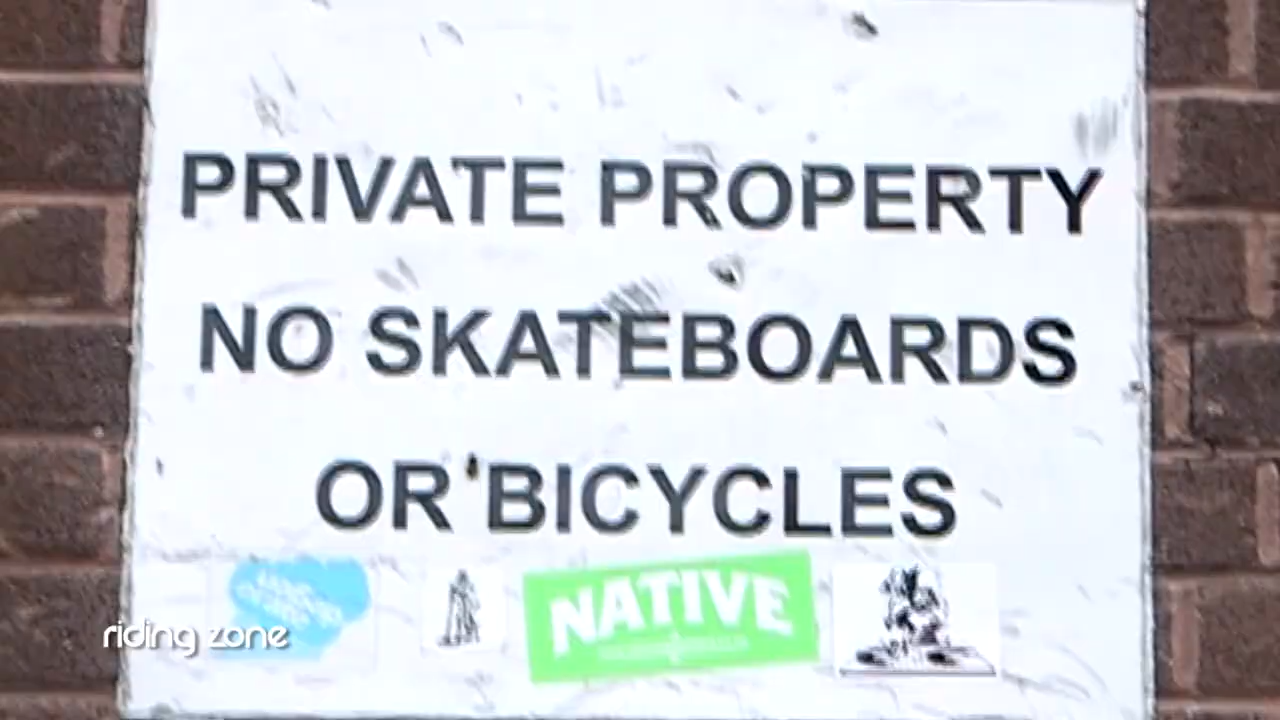 PRIVATE PROPERTY
NO SKATEBOARDS
OR BICYCLES
NATIVE
riding zone